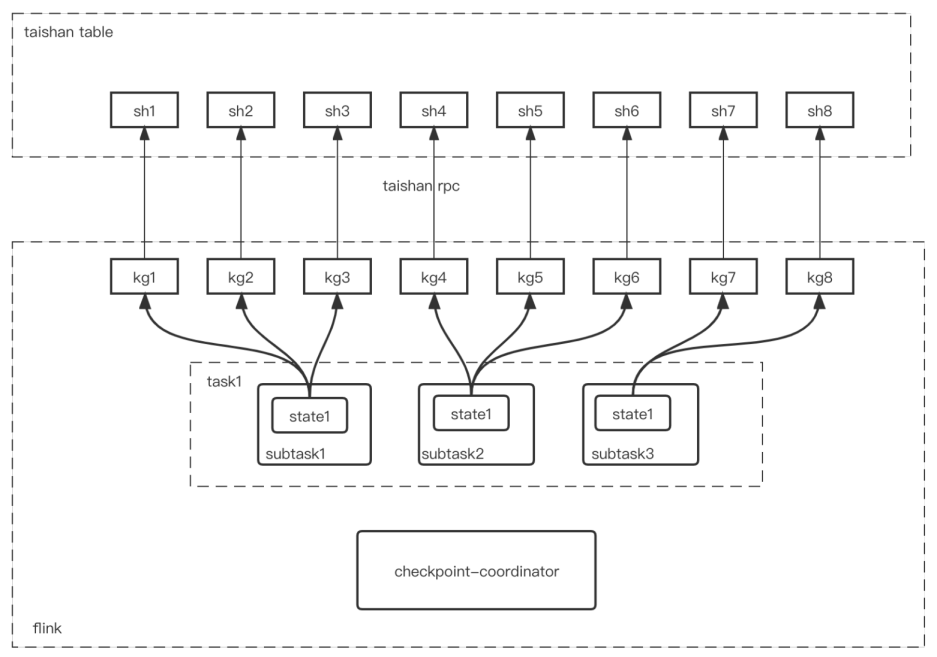 taishan table
sh1 sh2 sh3 sh4 sh5 sh6 sh7 sh8
taishan rpc
kg1 kg2 kg3 kg4 kg5 kg6 kg7 kg8
task1
state1 state1 state1
subtask1 subtask2 subtask3
checkpoint-coordinator
flink